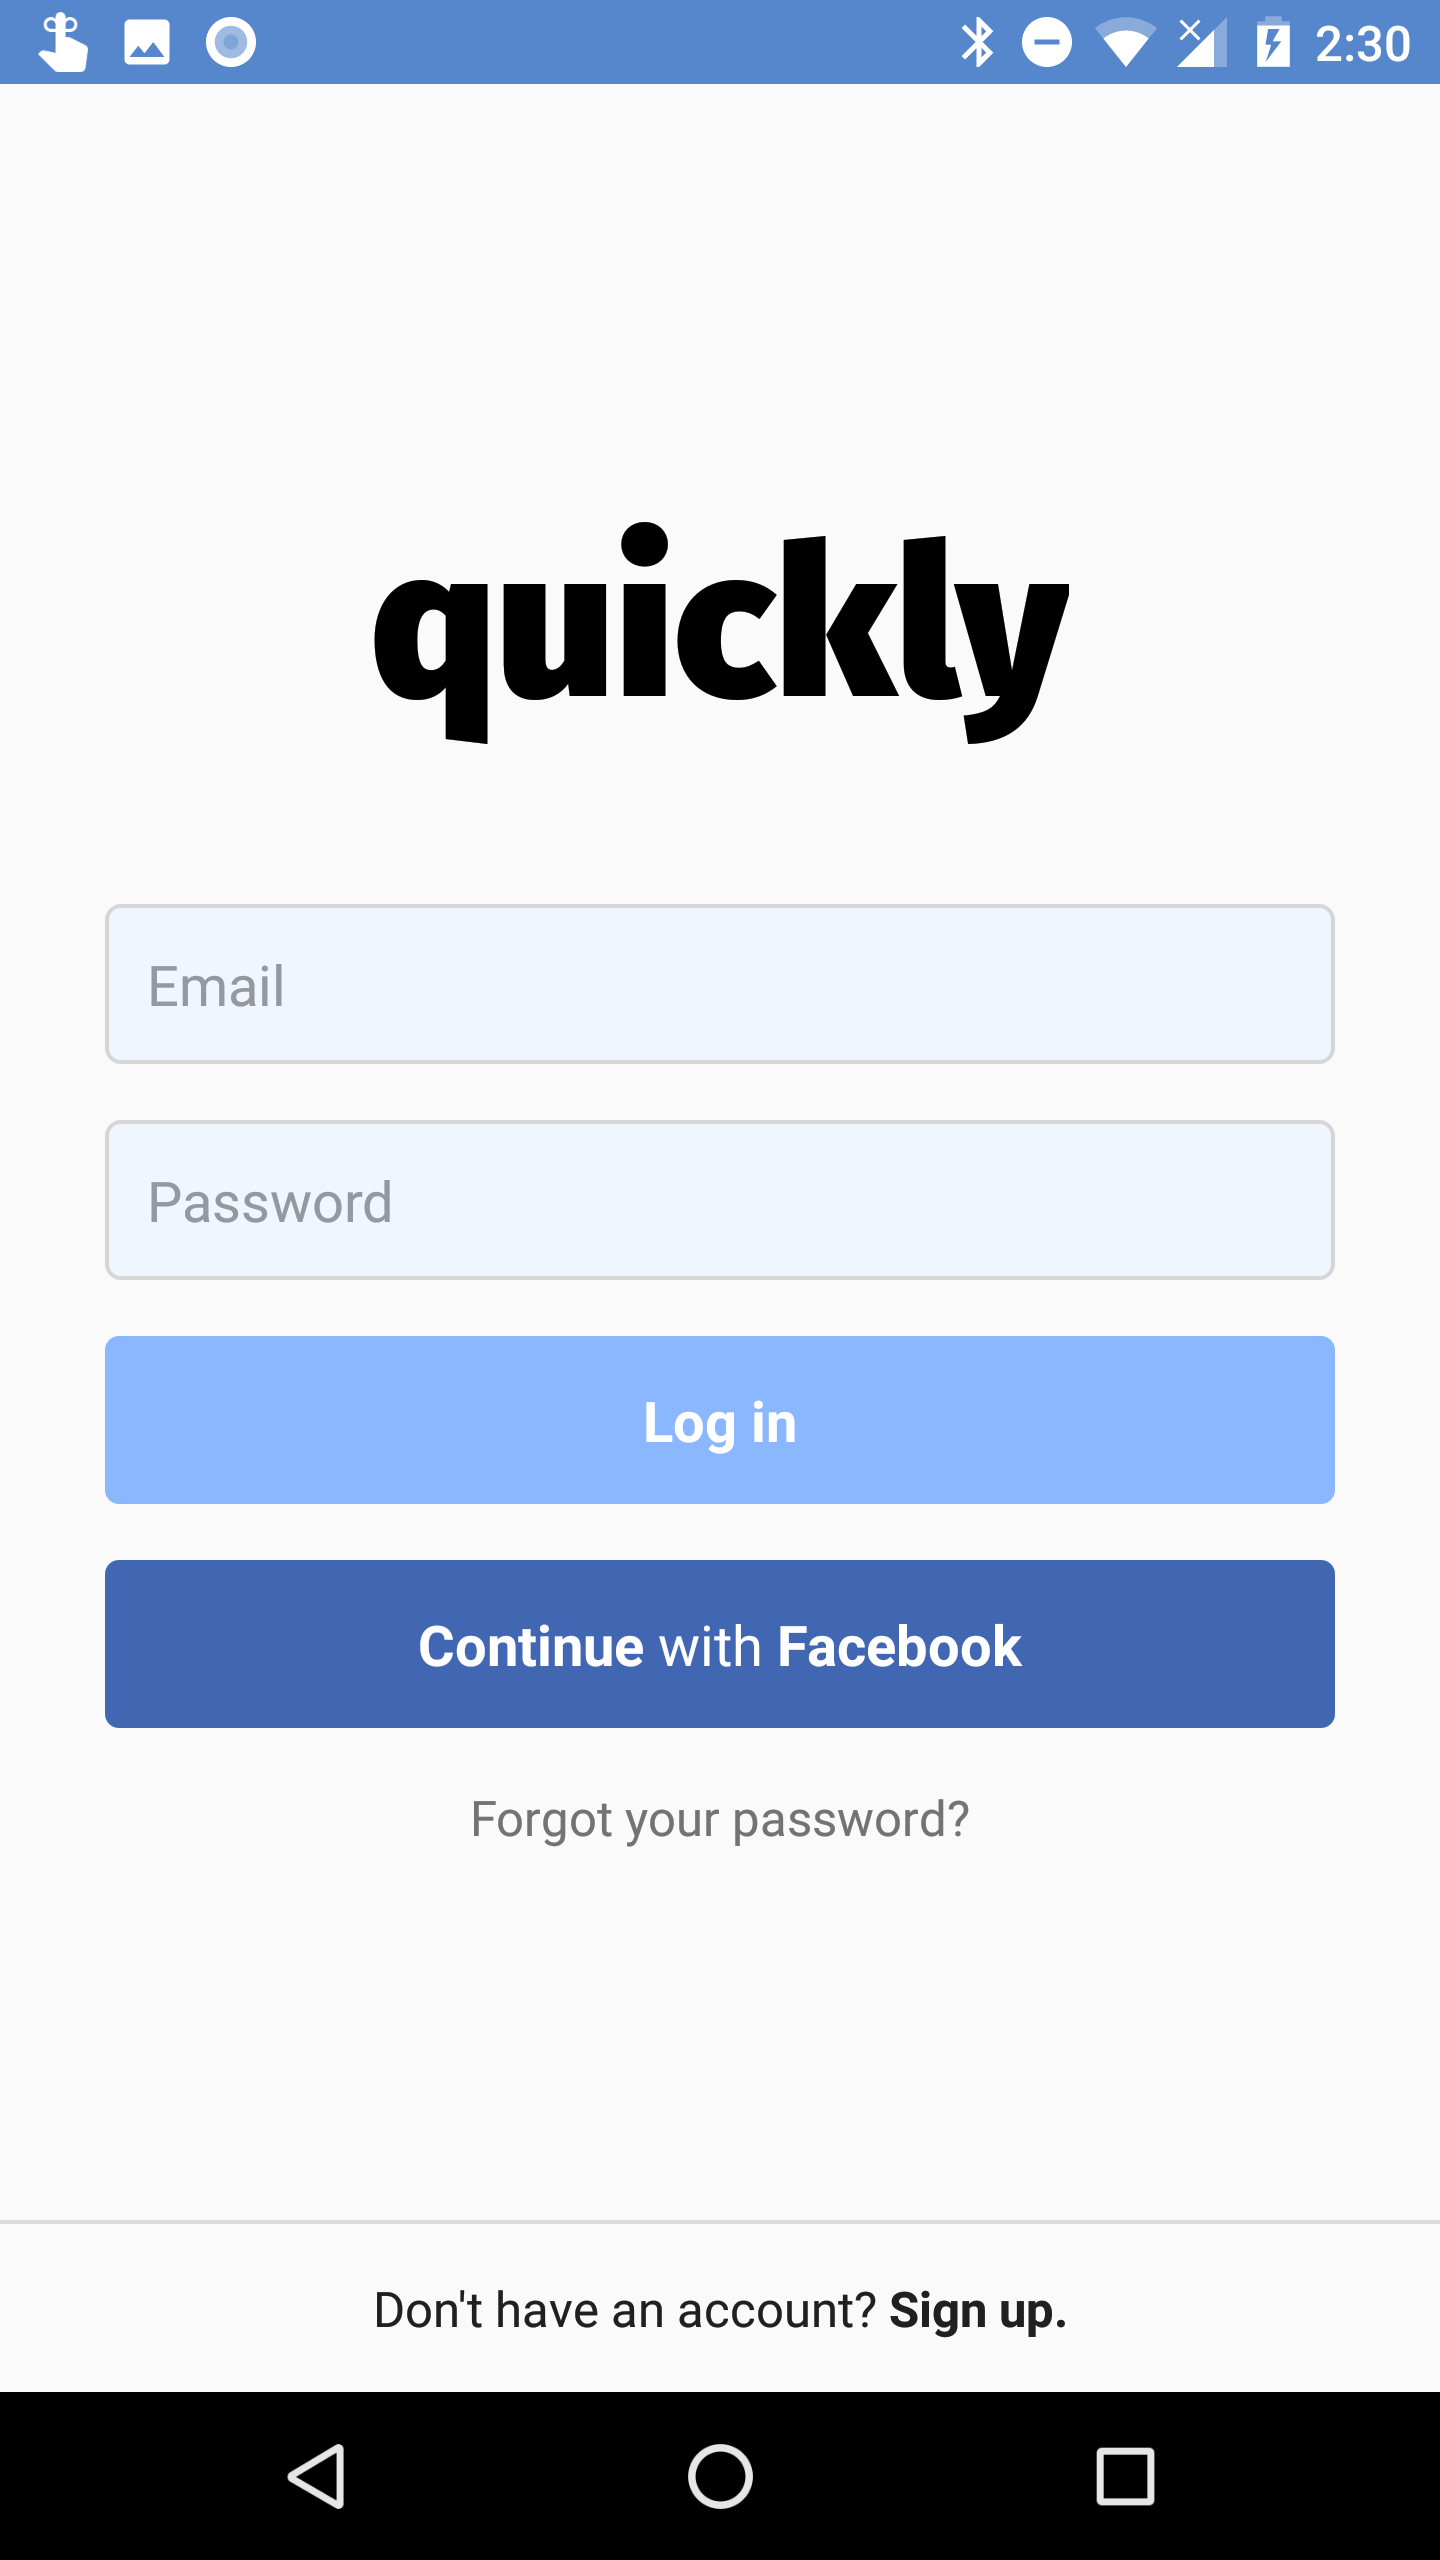 2:30
quickly
Email
Password
Log in
Continue with Facebook
Forgot your password?
Don't have an account? Sign up.